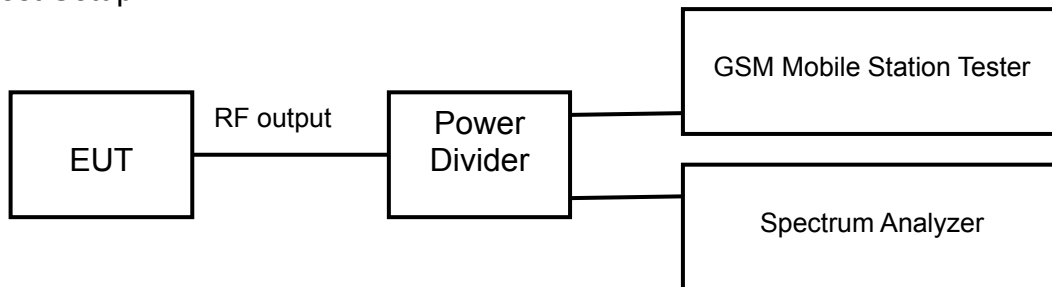 GSM Mobile Station Tester
RF output
Power
Divider
EUT
Spectrum Analyzer